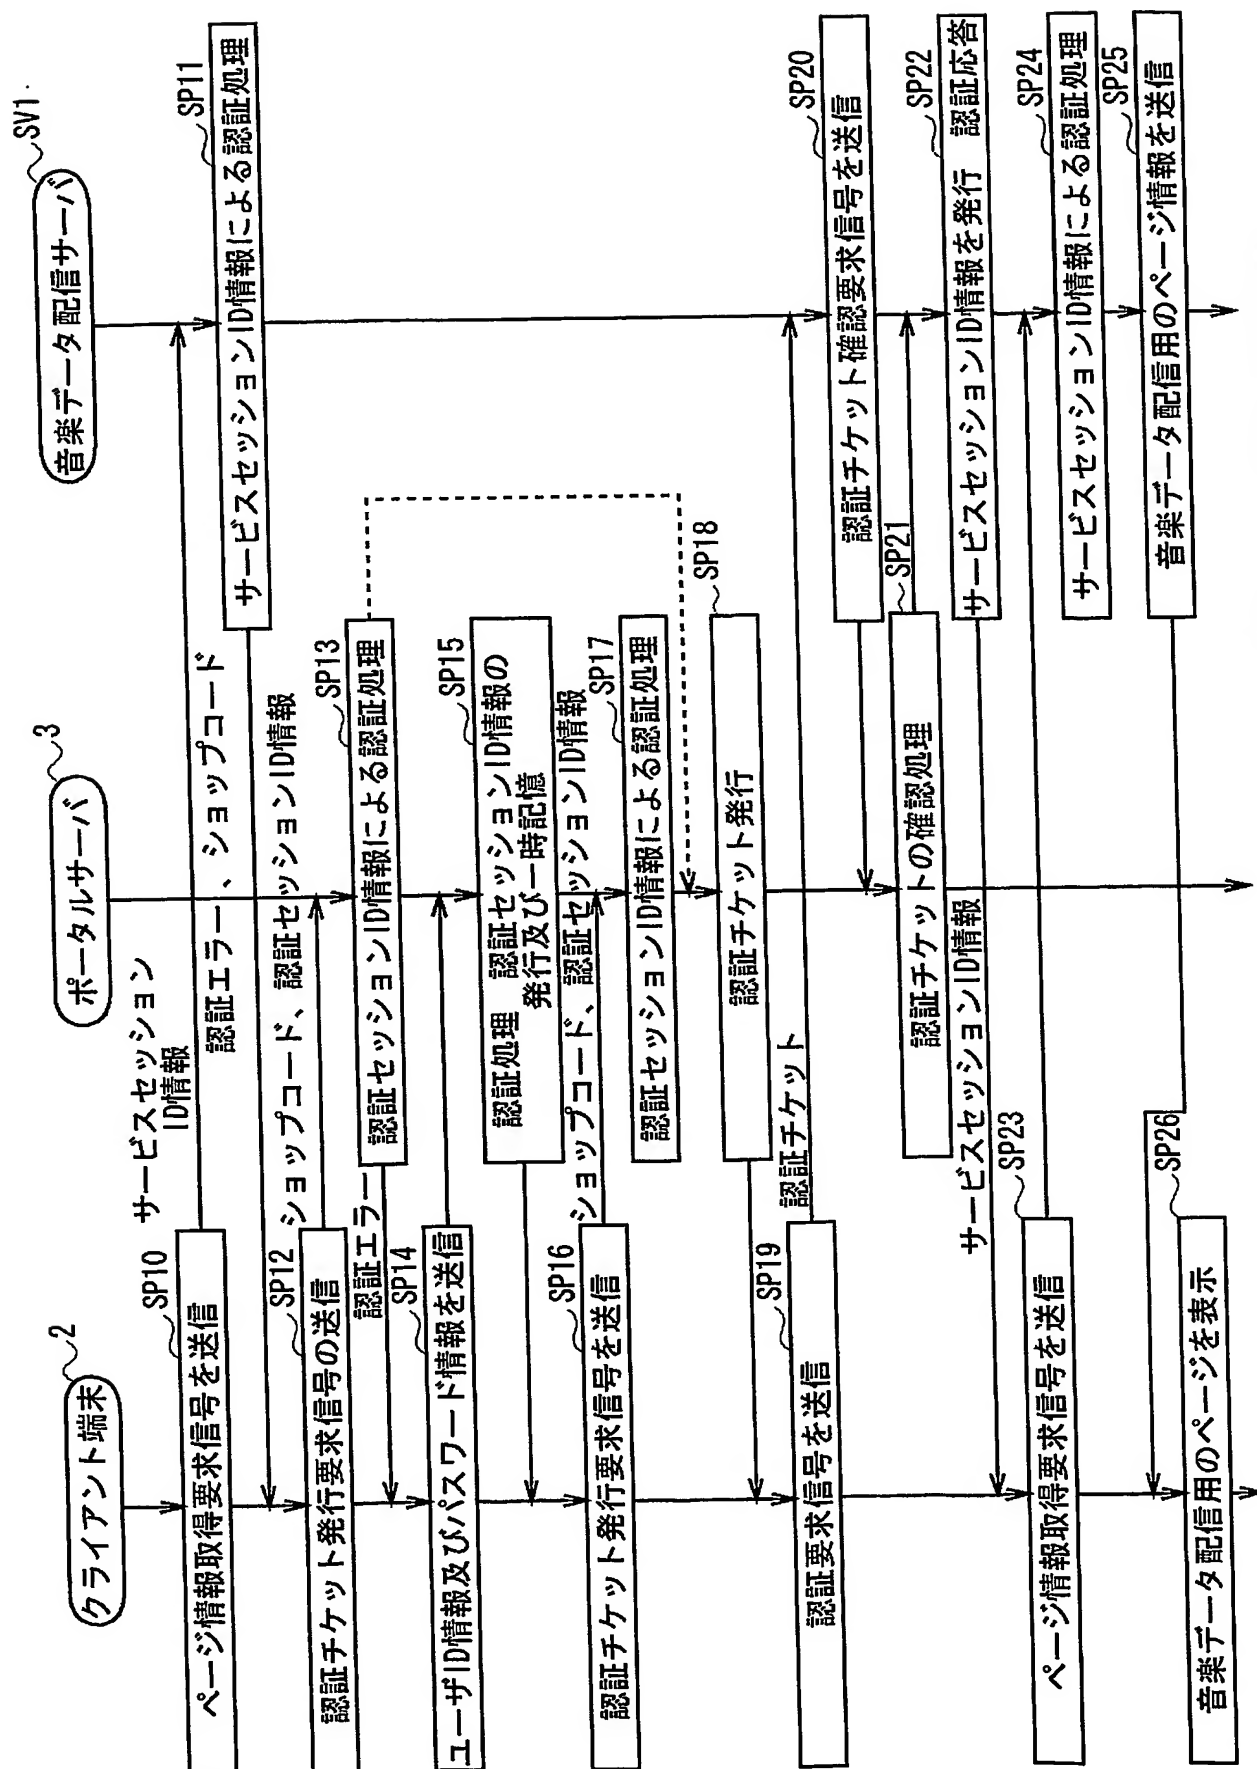 クライアント端末
2
ポータルサーバ
3
音楽データ配信サーバ
SV1
SP10
ページ情報取得要求信号を送信
サービスセッション
ID情報
SP11
サービスセッションID情報による認証処理
認証エラー、ショップコード
SP12
認証チケット発行要求信号の送信
ショップコード、認証セッションID情報
SP13
認証セッションID情報による認証処理
認証エラー
SP14
ユーザID情報及びパスワード情報を送信
SP15
認証処理 認証セッションID情報の
発行及び一時記憶
SP16
認証チケット発行要求信号を送信
ショップコード、認証セッションID情報
SP17
認証セッションID情報による認証処理
SP18
認証チケット発行
SP19
認証要求信号を送信
認証チケット
SP20
認証チケット確認要求信号を送信
SP21
認証チケットの確認処理
SP22
サービスセッションID情報を発行 認証応答
サービスセッションID情報
SP23
ページ情報取得要求信号を送信
SP24
サービスセッションID情報による認証処理
SP25
音楽データ配信用のページ情報を送信
SP26
音楽データ配信用のページを表示